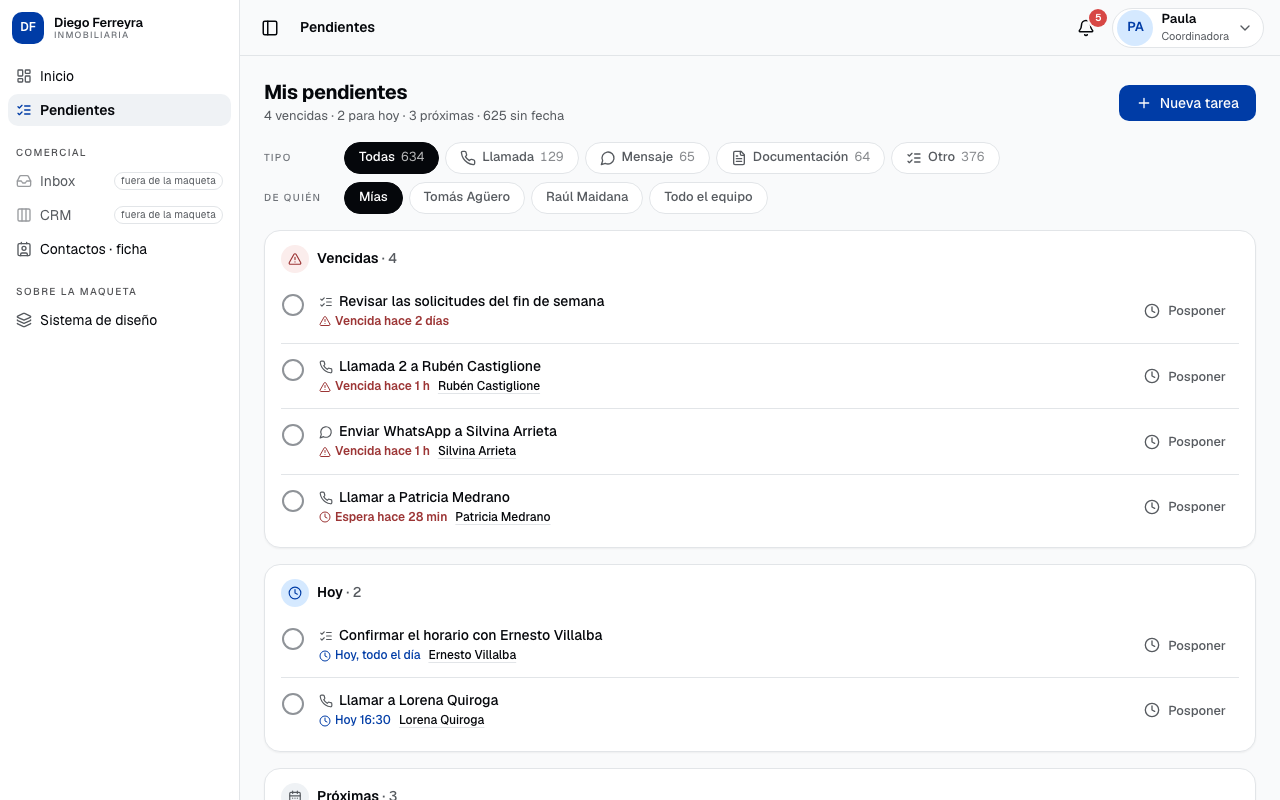 DF
Diego Ferreyra
INMOBILIARIA
Inicio
Pendientes
COMERCIAL
Inbox fuera de la maqueta
CRM fuera de la maqueta
Contactos · ficha
SOBRE LA MAQUETA
Sistema de diseño
Pendientes
5
PA
Paula
Coordinadora
Mis pendientes
4 vencidas · 2 para hoy · 3 próximas · 625 sin fecha
Nueva tarea
TIPO Todas 634 Llamada 129 Mensaje 65 Documentación 64 Otro 376
DE QUIÉN Mías Tomás Agüero Raúl Maidana Todo el equipo
Vencidas · 4
Revisar las solicitudes del fin de semana
Vencida hace 2 días
Posponer
Llamada 2 a Rubén Castiglione
Vencida hace 1 h Rubén Castiglione
Posponer
Enviar WhatsApp a Silvina Arrieta
Vencida hace 1 h Silvina Arrieta
Posponer
Llamar a Patricia Medrano
Espera hace 28 min Patricia Medrano
Posponer
Hoy · 2
Confirmar el horario con Ernesto Villalba
Hoy, todo el día Ernesto Villalba
Posponer
Llamar a Lorena Quiroga
Hoy 16:30 Lorena Quiroga
Posponer
Próximas · 3